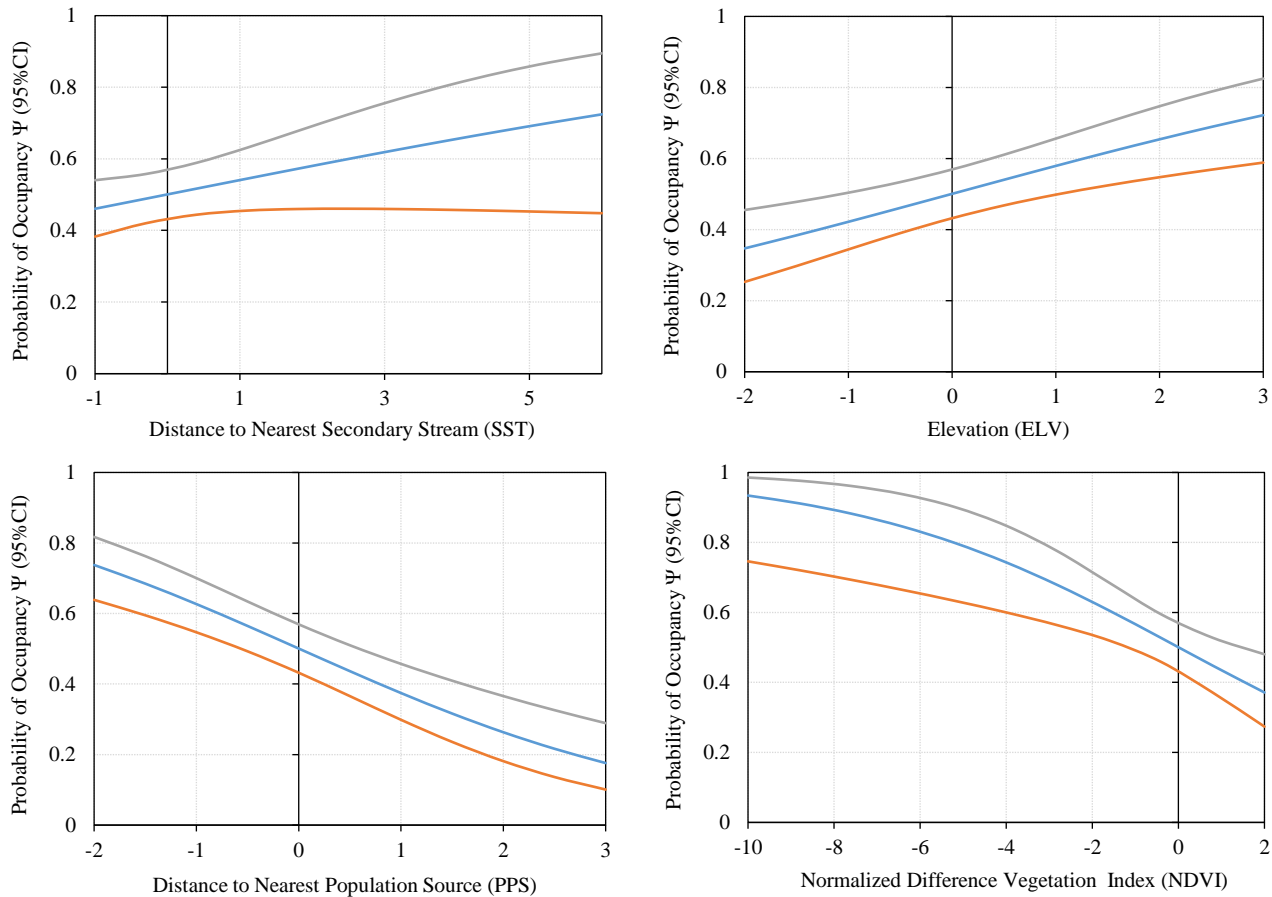 Probability of Occupancy Ψ (95%CI)
1
0.8
0.6
0.4
0.2
0
-1 1 3 5
Distance to Nearest Secondary Stream (SST)
Probability of Occupancy Ψ (95%CI)
1
0.8
0.6
0.4
0.2
0
-2 -1 0 1 2 3
Elevation (ELV)
Probability of Occupancy Ψ (95%CI)
1
0.8
0.6
0.4
0.2
0
-2 -1 0 1 2 3
Distance to Nearest Population Source (PPS)
Probability of Occupancy Ψ (95%CI)
1
0.8
0.6
0.4
0.2
0
-10 -8 -6 -4 -2 0 2
Normalized Difference Vegetation Index (NDVI)